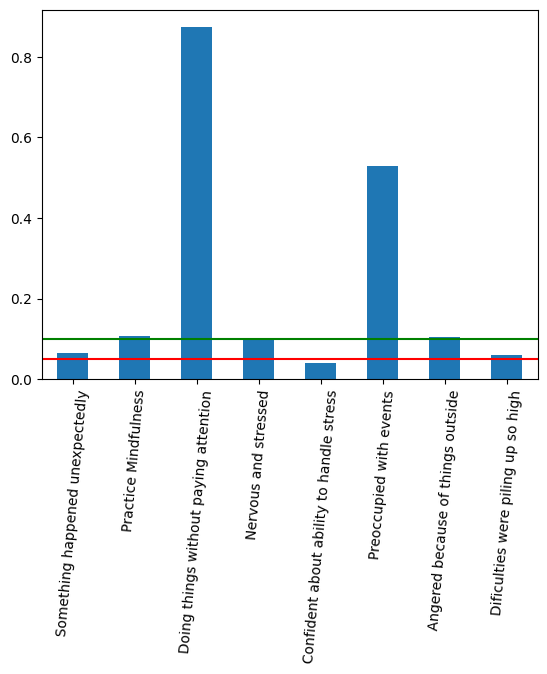 0.8
0.6
0.4
0.2
0.0
Something happened unexpectedly
Practice Mindfulness
Doing things without paying attention
Nervous and stressed
Confident about ability to handle stress
Preoccupied with events
Angered because of things outside
Dificulties were piling up so high